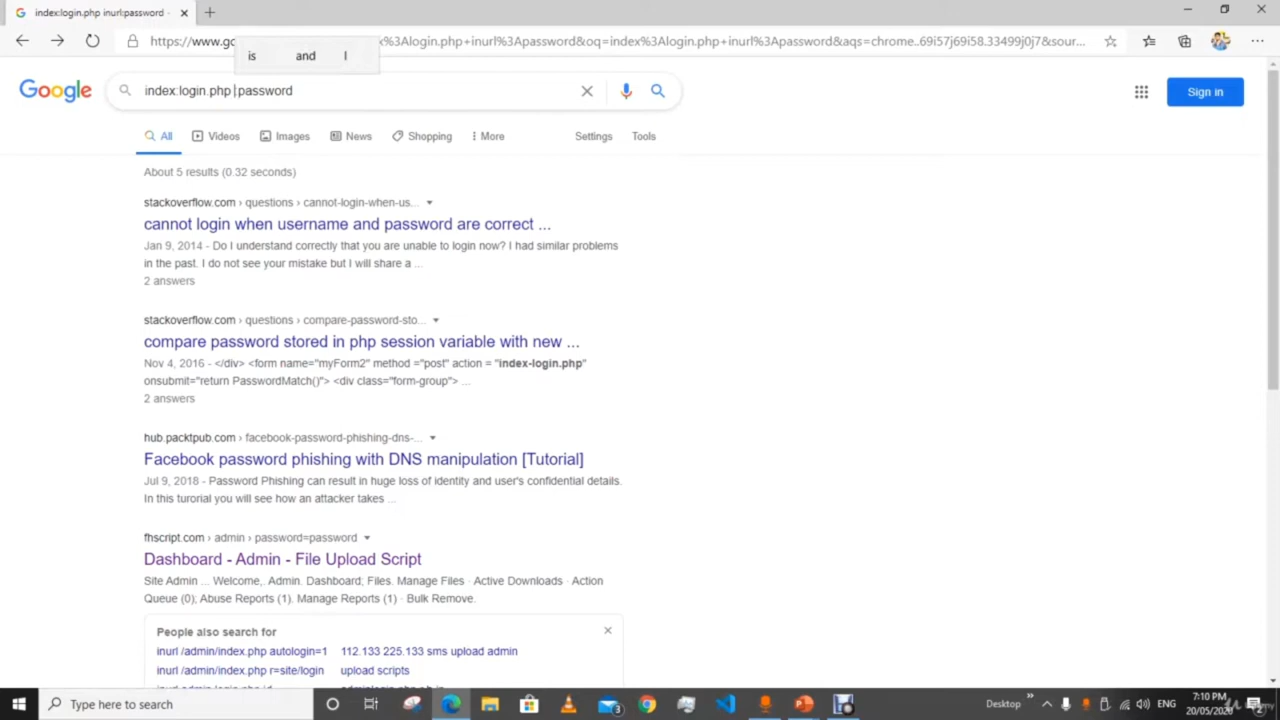 index:login.php inurl:password -
https://www.go
k%3Alogin.php+inurl%3Apassword&oq=index%3Alogin.php+inurl%3Apassword&aqs=chrome..69i57j69i58.33499j0j7&sour...
is and I
Google
index:login.php password
Sign in
All Videos Images News Shopping More Settings Tools
About 5 results (0.32 seconds)
stackoverflow.com › questions › cannot-login-when-us...
cannot login when username and password are correct ...
Jan 9, 2014 - Do I understand correctly that you are unable to login now? I had similar problems
in the past. I do not see your mistake but I will share a ...
2 answers
stackoverflow.com › questions › compare-password-sto...
compare password stored in php session variable with new ...
Nov 4, 2016 - </div> <form name="myForm2" method ="post" action = "index-login.php"
onsubmit="return PasswordMatch()"> <div class="form-group"> ...
2 answers
hub.packtpub.com › facebook-password-phishing-dns-...
Facebook password phishing with DNS manipulation [Tutorial]
Jul 9, 2018 - Password Phishing can result in huge loss of identity and user's confidential details.
In this turorial you will see how an attacker takes ...
fhscript.com › admin › password=password
Dashboard - Admin - File Upload Script
Site Admin ... Welcome,. Admin. Dashboard; Files. Manage Files · Active Downloads · Action
Queue (0); Abuse Reports (1). Manage Reports (1) · Bulk Remove.
People also search for
inurl /admin/index.php autologin=1 112.133 225.133 sms upload admin
inurl /admin/index.php r=site/login upload scripts
Type here to search
3
Desktop
ENG
7:10 PM
20/05/2020
2